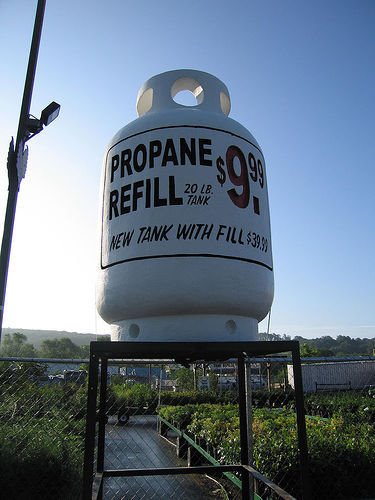 PROPANE
REFILL 20 LB. TANK $9.99
NEW TANK WITH FILL $39.99